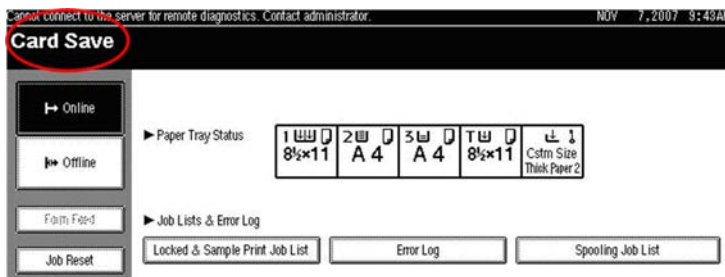 Cannot connect to the server for remote diagnostics. Contact administrator. NOV 7,2007 9:43A
Card Save
Online
Offline
Form Feed
Job Reset
► Paper Tray Status
1 8½×11
2 A 4
3 A 4
T 8½×11
Cstm Size
Thick Paper 2
► Job Lists & Error Log
Locked & Sample Print Job List Error Log Spooling Job List